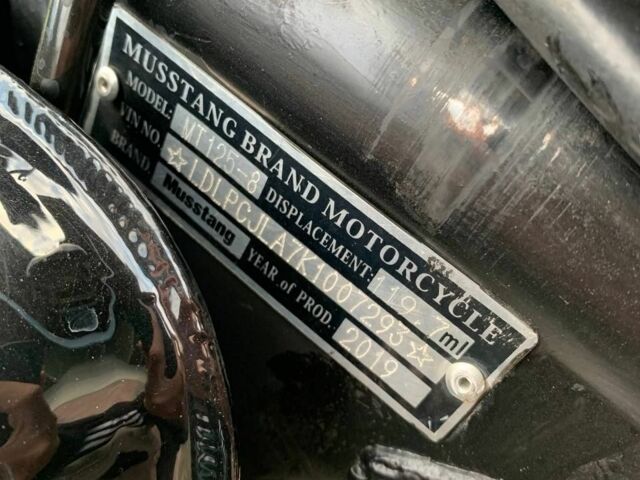 MUSSTANG BRAND MOTORCYCLE
MODEL: MT125-8 DISPLACEMENT: 119.7ml
VIN NO. ☆LDLPCJLA7K1007293☆
BRAND: Musstang YEAR of PROD. 2019